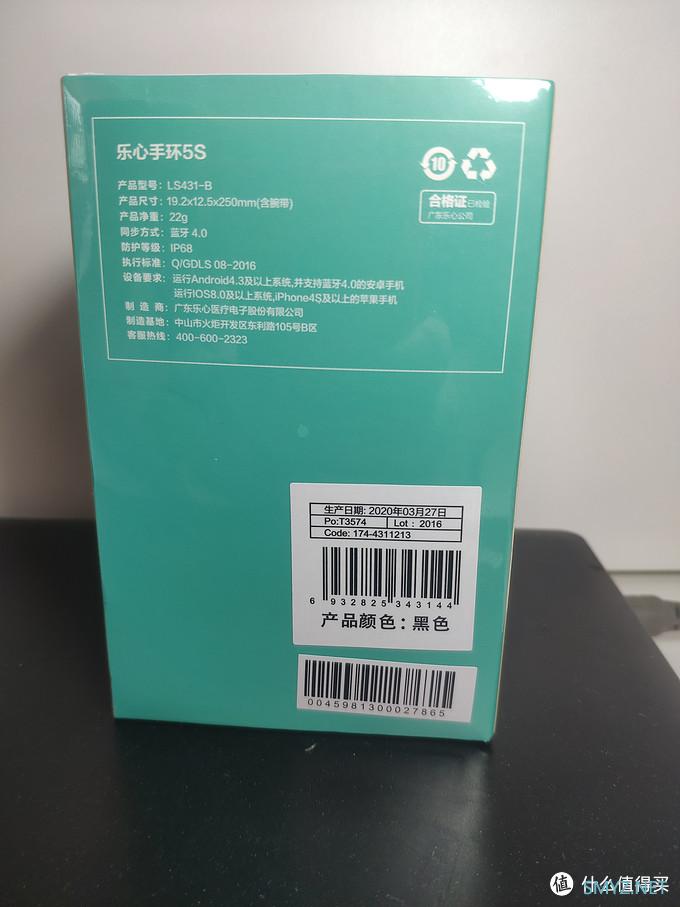 乐心手环5S
10
合格证 已检验
广东乐心公司
产品型号: LS431-B
产品尺寸: 19.2x12.5x250mm(含腕带)
产品净重: 22g
同步方式: 蓝牙 4.0
防护等级: IP68
执行标准: Q/GDLS 08-2016
设备要求: 运行Android4.3及以上系统,并支持蓝牙4.0的安卓手机
运行IOS8.0及以上系统,iPhone4S及以上的苹果手机
制 造 商: 广东乐心医疗电子股份有限公司
制造基地: 中山市火炬开发区东利路105号B区
客服热线: 400-600-2323
生产日期: 2020年03月27日
Po:T3574 Lot : 2016
Code: 174-4311213
6 932825 343144
产品颜色：黑色
0045981300027865
值 什么值得买
SMYZ.NET